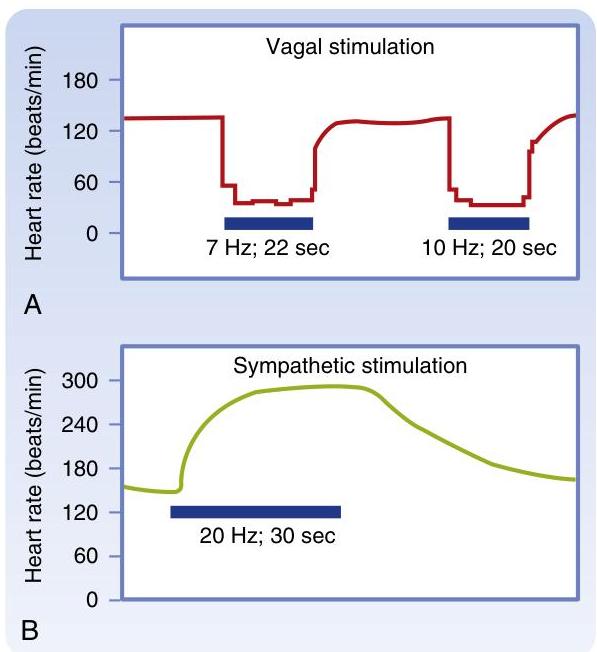 Vagal stimulation
Heart rate (beats/min)
180
120
60
0
7 Hz; 22 sec
10 Hz; 20 sec
A
Sympathetic stimulation
Heart rate (beats/min)
300
240
180
120
60
0
20 Hz; 30 sec
B